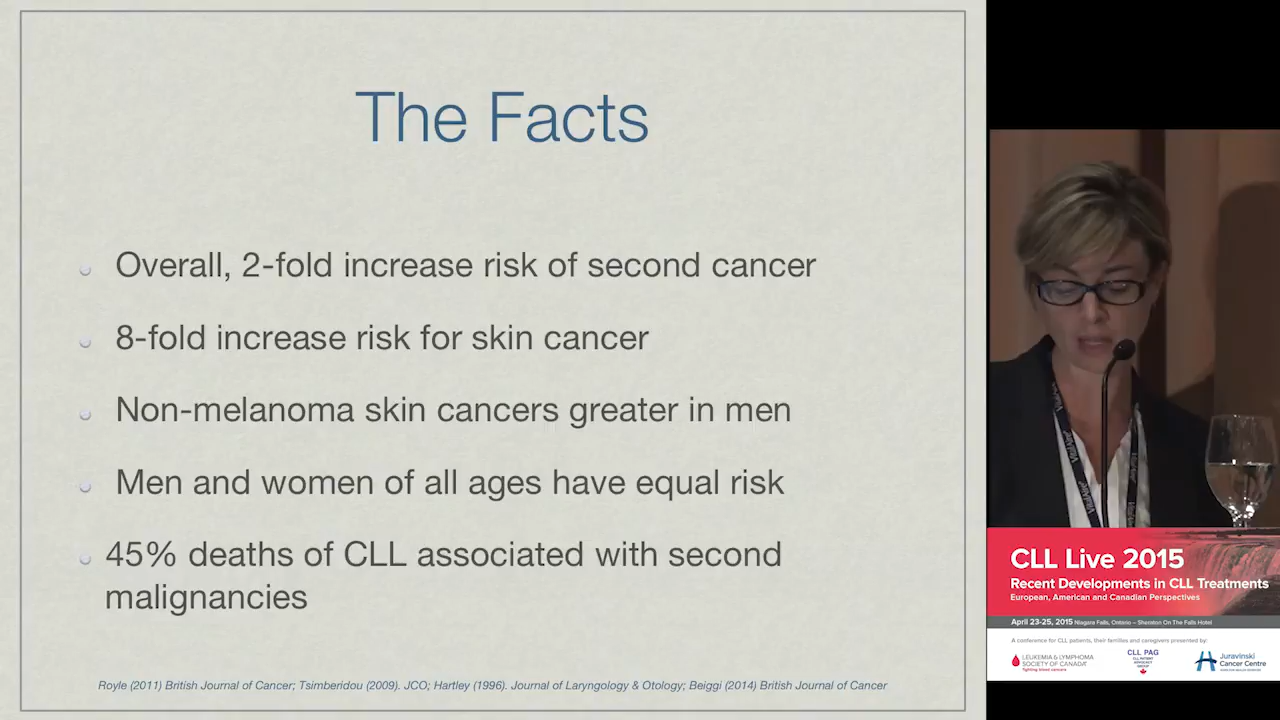 The Facts
Overall, 2-fold increase risk of second cancer
8-fold increase risk for skin cancer
Non-melanoma skin cancers greater in men
Men and women of all ages have equal risk
45% deaths of CLL associated with second
malignancies
Royle (2011) British Journal of Cancer; Tsimberidou (2009). JCO; Hartley (1996). Journal of Laryngology & Otology; Beiggi (2014) British Journal of Cancer
CLL Live 2015
Recent Developments in CLL Treatments
European, American and Canadian Perspectives
April 23-25, 2015 Niagara Falls, Ontario – Sheraton On The Falls Hotel
A conference for CLL patients, their families and caregivers presented by:
LEUKEMIA & LYMPHOMA
SOCIETY OF CANADA
fighting blood cancers
CLL PAG
CLL PATIENT
ADVOCACY
GROUP
Juravinski
Cancer Centre